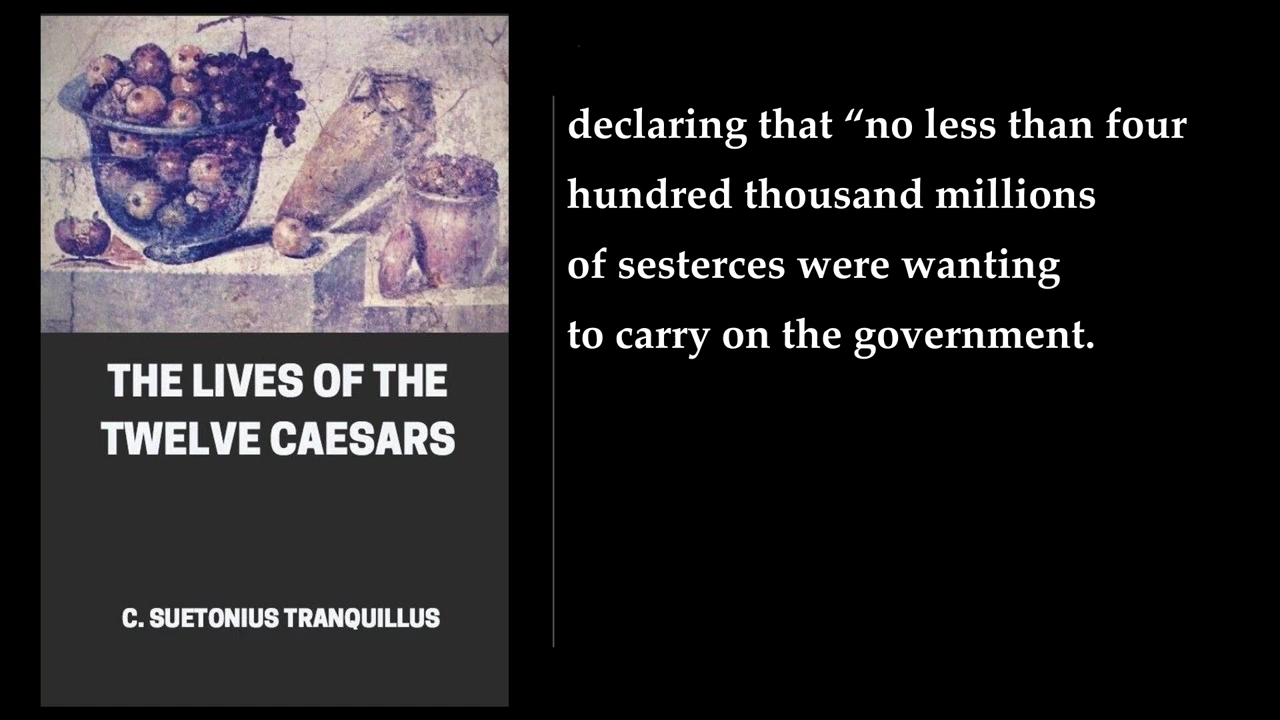 THE LIVES OF THE
TWELVE CAESARS
C. SUETONIUS TRANQUILLUS
declaring that “no less than four
hundred thousand millions
of sesterces were wanting
to carry on the government.